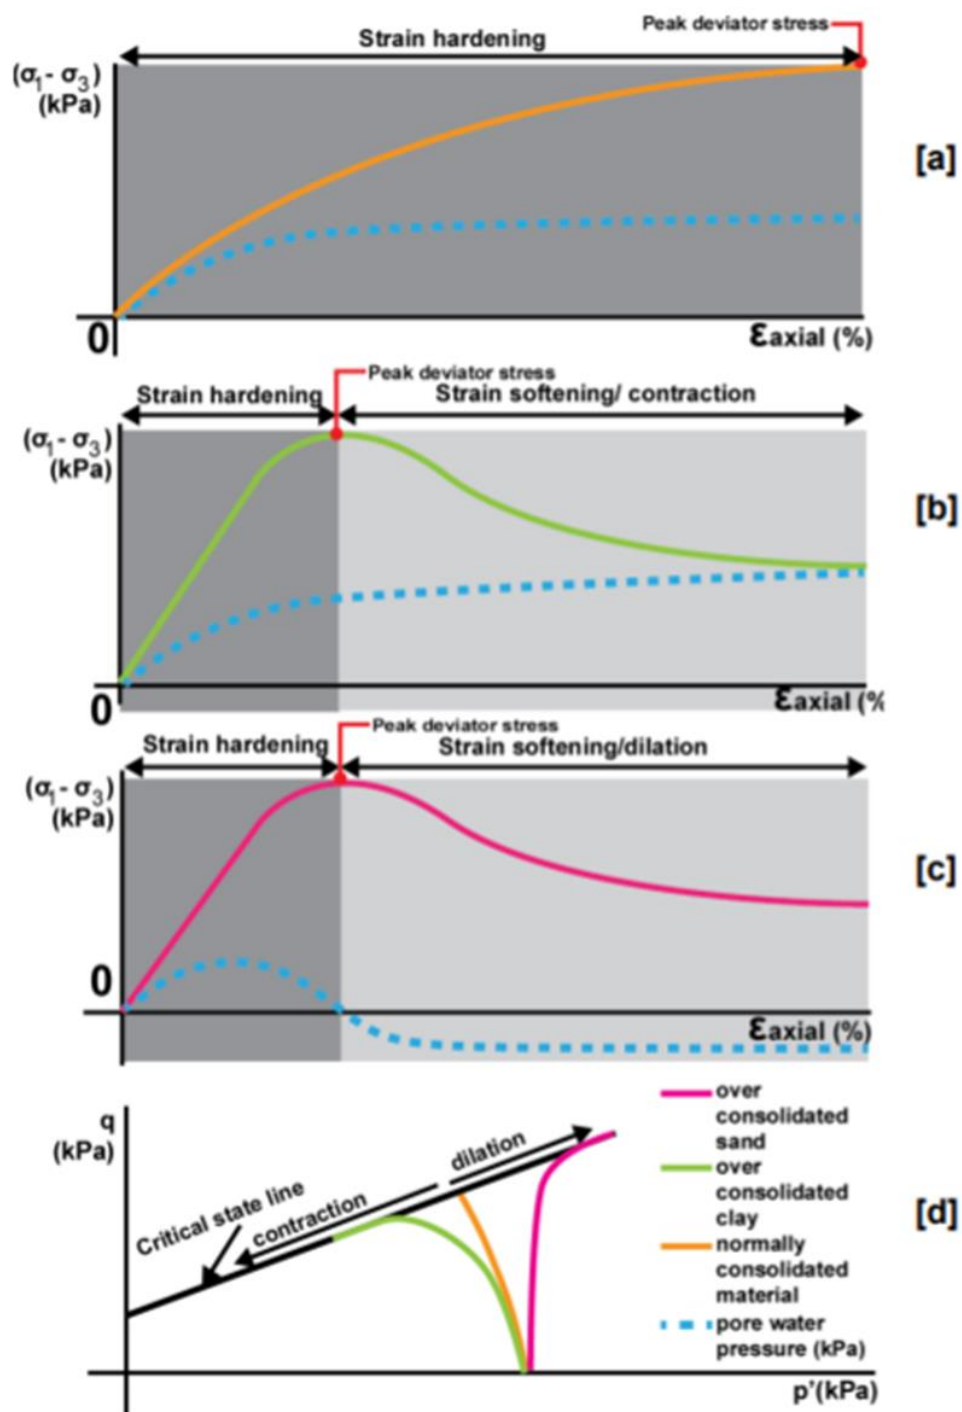 Peak deviator stress
Strain hardening
(σ1 - σ3)
(kPa)
[a]
0
εaxial (%)
Peak deviator stress
Strain hardening
Strain softening/ contraction
(σ1 - σ3)
(kPa)
[b]
0
εaxial (%
Peak deviator stress
Strain hardening
Strain softening/dilation
(σ1 - σ3)
(kPa)
[c]
0
εaxial (%)
q
(kPa)
dilation
contraction
Critical state line
over
consolidated
sand
over
consolidated
clay
normally
consolidated
material
pore water
pressure (kPa)
[d]
p'(kPa)